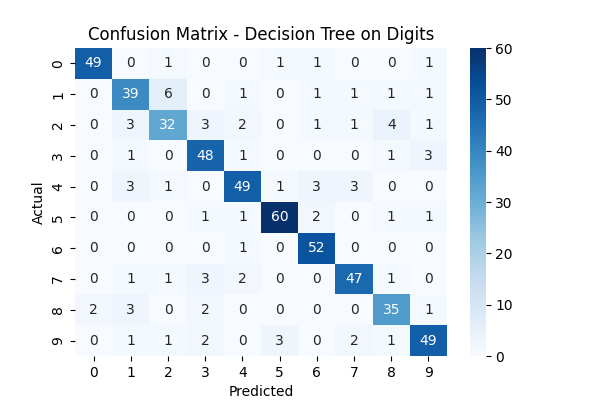 Confusion Matrix - Decision Tree on Digits
0 49 0 1 0 0 1 1 0 0 1
1 0 39 6 0 1 0 1 1 1 1
2 0 3 32 3 2 0 1 1 4 1
3 0 1 0 48 1 0 0 0 1 3
4 0 3 1 0 49 1 3 3 0 0
5 0 0 0 1 1 60 2 0 1 1
6 0 0 0 0 1 0 52 0 0 0
7 0 1 1 3 2 0 0 47 1 0
8 2 3 0 2 0 0 0 0 35 1
9 0 1 1 2 0 3 0 2 1 49
0 1 2 3 4 5 6 7 8 9
Predicted
Actual
60
50
40
30
20
10
0